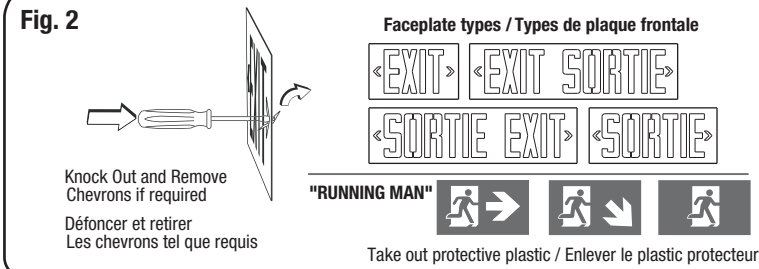 Fig. 2
Knock Out and Remove
Chevrons if required
Défoncer et retirer
Les chevrons tel que requis
Faceplate types / Types de plaque frontale
‹‹EXIT››
‹‹EXIT SORTIE››
‹‹SORTIE EXIT››
‹‹SORTIE››
"RUNNING MAN"
Take out protective plastic / Enlever le plastic protecteur